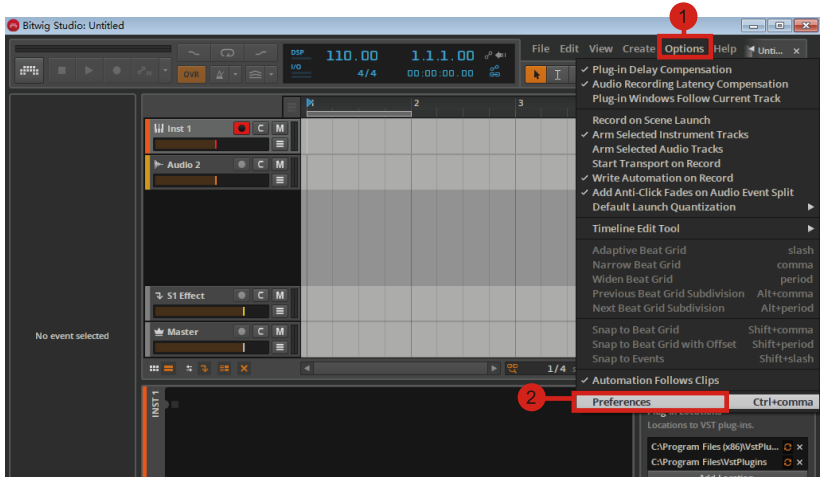 1
Bitwig Studio: Untitled
File Edit View Create Options Help Unti... ×
DSP 110.00 1.1.1.00
I/O 4/4 00:00:00.00
OVR
Plug-in Delay Compensation
Audio Recording Latency Compensation
Plug-in Windows Follow Current Track
Record on Scene Launch
Arm Selected Instrument Tracks
Arm Selected Audio Tracks
Start Transport on Record
Write Automation on Record
Add Anti-Click Fades on Audio Event Split
Default Launch Quantization
Timeline Edit Tool
Adaptive Beat Grid slash
Narrow Beat Grid comma
Widen Beat Grid period
Previous Beat Grid Subdivision Alt+comma
Next Beat Grid Subdivision Alt+period
Snap to Beat Grid Shift+comma
Snap to Beat Grid with Offset Shift+period
Snap to Events Shift+slash
Automation Follows Clips
2
Preferences Ctrl+comma
2 3
Inst 1 C M
Audio 2 C M
S1 Effect C M
Master C M
No event selected
1/4
INST 1
Locations to VST plug-ins.
C:\Program Files (x86)\VstPlu... ×
C:\Program Files\VstPlugins ×